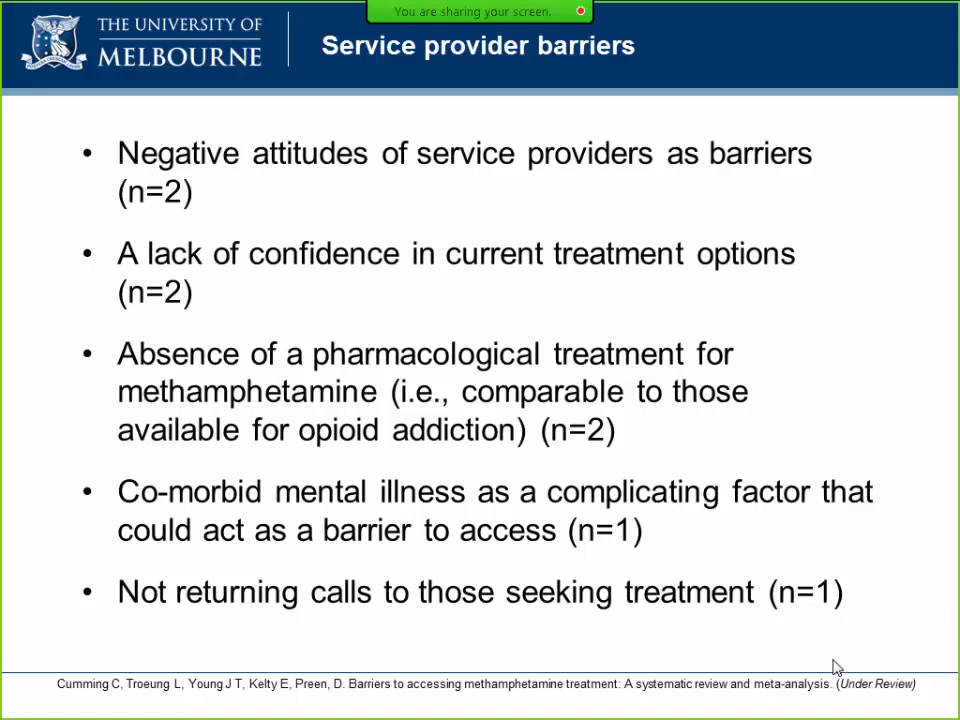 You are sharing your screen.
THE UNIVERSITY OF
MELBOURNE
Service provider barriers
• Negative attitudes of service providers as barriers
(n=2)
• A lack of confidence in current treatment options
(n=2)
• Absence of a pharmacological treatment for
methamphetamine (i.e., comparable to those
available for opioid addiction) (n=2)
• Co-morbid mental illness as a complicating factor that
could act as a barrier to access (n=1)
• Not returning calls to those seeking treatment (n=1)
Cumming C, Troeung L, Young J T, Kelty E, Preen, D. Barriers to accessing methamphetamine treatment: A systematic review and meta-analysis. (Under Review)